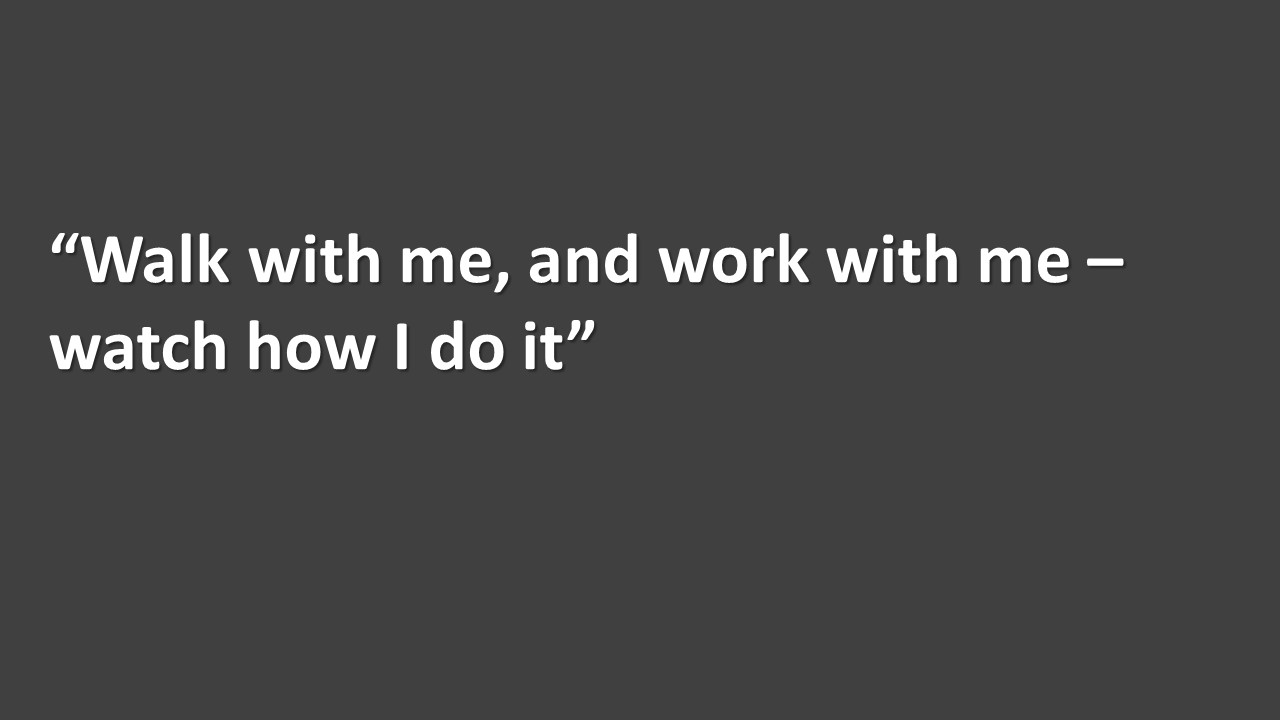 “Walk with me, and work with me –
watch how I do it”